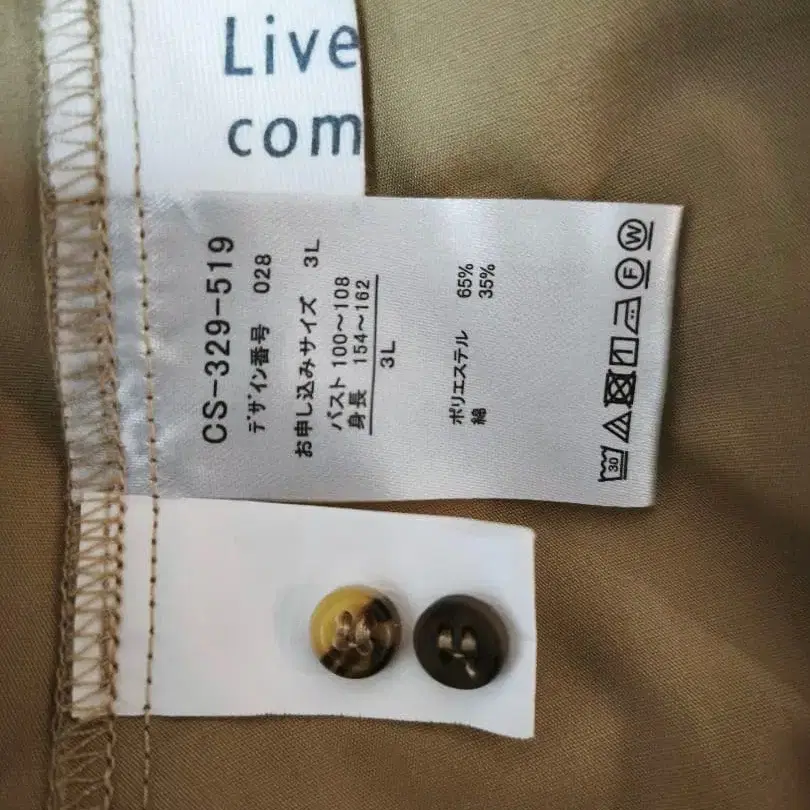 Live
com
CS-329-519
デザイン番号 028
お申し込みサイズ 3L
バスト 100～108
身長 154～162
3L
ポリエステル 65%
綿 35%
30
F W